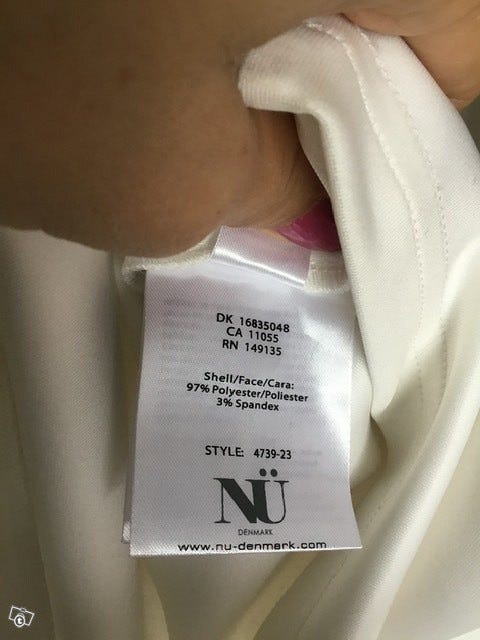 DK 16835048
CA 11055
RN 149135
Shell/Face/Cara:
97% Polyester/Poliester
3% Spandex
STYLE: 4739-23
NÜ
DENMARK
www.nu-denmark.com